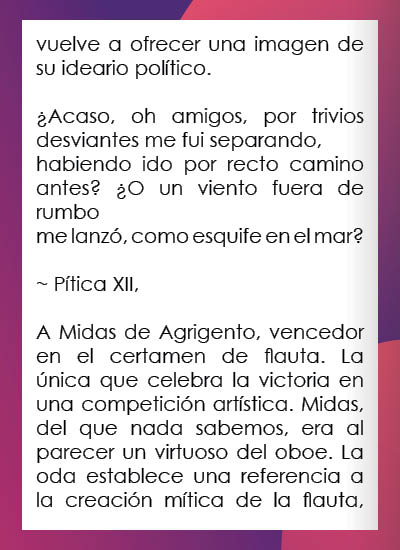 vuelve a ofrecer una imagen de
su ideario político.
¿Acaso, oh amigos, por trivios
desviantes me fui separando,
habiendo ido por recto camino
antes? ¿O un viento fuera de
rumbo
me lanzó, como esquife en el mar?
~ Pítica XII,
A Midas de Agrigento, vencedor
en el certamen de flauta. La
única que celebra la victoria en
una competición artística. Midas,
del que nada sabemos, era al
parecer un virtuoso del oboe. La
oda establece una referencia a
la creación mítica de la flauta,